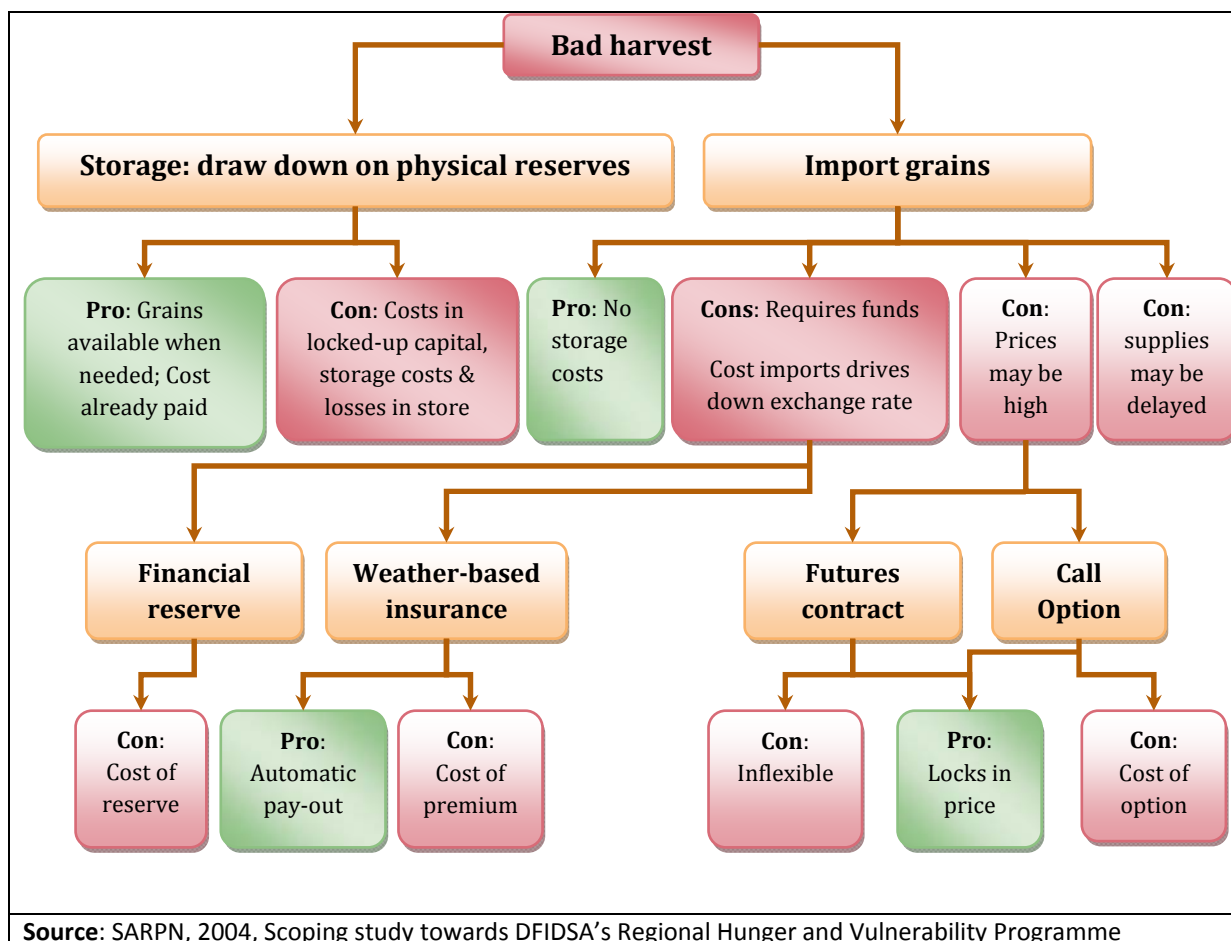 Bad harvest
Storage: draw down on physical reserves
Import grains
Pro: Grains
available when
needed; Cost
already paid
Con: Costs in
locked-up capital,
storage costs &
losses in store
Pro: No
storage
costs
Cons: Requires funds
Cost imports drives
down exchange rate
Con:
Prices
may be
high
Con:
supplies
may be
delayed
Financial
reserve
Weather-based
insurance
Futures
contract
Call
Option
Con:
Cost of
reserve
Pro:
Automatic
pay-out
Con:
Cost of
premium
Con:
Inflexible
Pro:
Locks in
price
Con:
Cost of
option
Source: SARPN, 2004, Scoping study towards DFIDSA's Regional Hunger and Vulnerability Programme